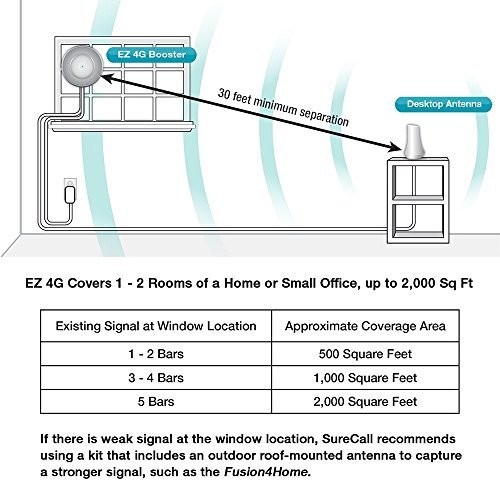 EZ 4G Booster
30 feet minimum separation
Desktop Antenna
EZ 4G Covers 1 - 2 Rooms of a Home or Small Office, up to 2,000 Sq Ft
Existing Signal at Window Location Approximate Coverage Area
1 - 2 Bars 500 Square Feet
3 - 4 Bars 1,000 Square Feet
5 Bars 2,000 Square Feet
If there is weak signal at the window location, SureCall recommends
using a kit that includes an outdoor roof-mounted antenna to capture
a stronger signal, such as the Fusion4Home.